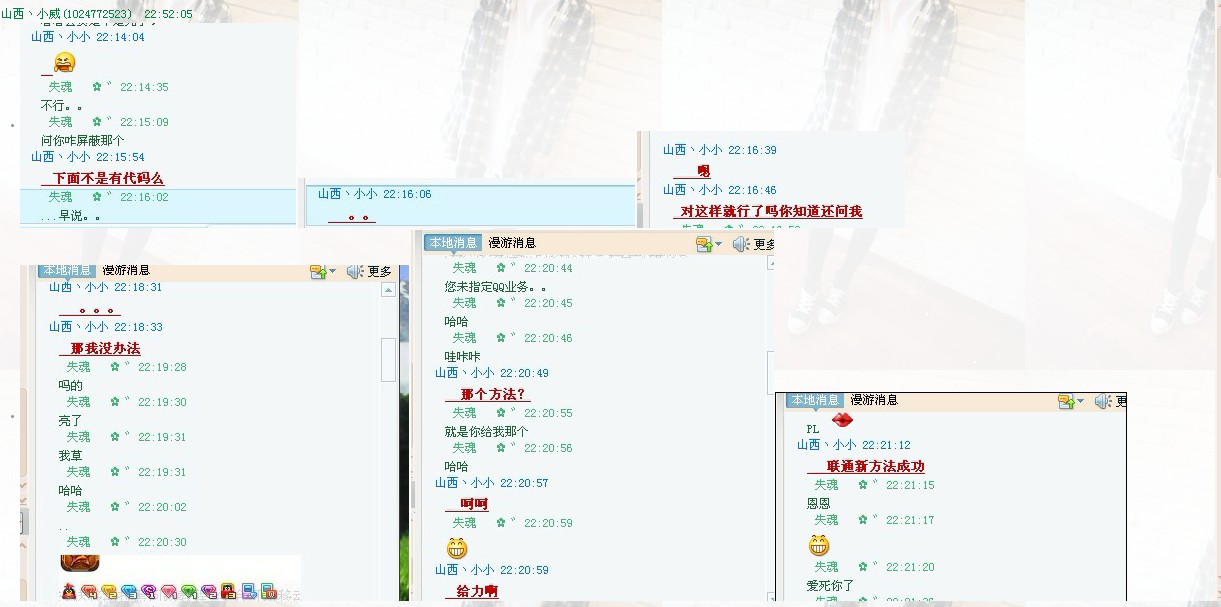 山西丶小威(1024772523)  22:52:05
山西丶小小 22:14:04
失魂  ✿ ゛ 22:14:35
不行。。
失魂  ✿ ゛ 22:15:09
问你咋屏蔽那个
山西丶小小 22:15:54
下面不是有代码么
失魂  ✿ ゛ 22:16:02
...早说。。
山西丶小小 22:16:06
。。
山西丶小小 22:16:39
嗯
山西丶小小 22:16:46
对这样就行了吗你知道还问我
本地消息 漫游消息 更多
山西丶小小 22:18:31
。。。
山西丶小小 22:18:33
那我没办法
失魂  ✿ ゛ 22:19:28
吗的
失魂  ✿ ゛ 22:19:30
亮了
失魂  ✿ ゛ 22:19:31
我草
失魂  ✿ ゛ 22:19:31
哈哈
失魂  ✿ ゛ 22:20:02
..
失魂  ✿ ゛ 22:20:30
本地消息 漫游消息 更多
失魂  ✿ ゛ 22:20:44
您未指定QQ业务。。
失魂  ✿ ゛ 22:20:45
哈哈
失魂  ✿ ゛ 22:20:46
哇咔咔
山西丶小小 22:20:49
那个方法？
失魂  ✿ ゛ 22:20:55
就是你给我那个
失魂  ✿ ゛ 22:20:56
哈哈
山西丶小小 22:20:57
呵呵
失魂  ✿ ゛ 22:20:59
山西丶小小 22:20:59
给力啊
本地消息 漫游消息 更
PL
山西丶小小 22:21:12
联通新方法成功
失魂  ✿ ゛ 22:21:15
恩恩
失魂  ✿ ゛ 22:21:17
失魂  ✿ ゛ 22:21:20
爱死你了